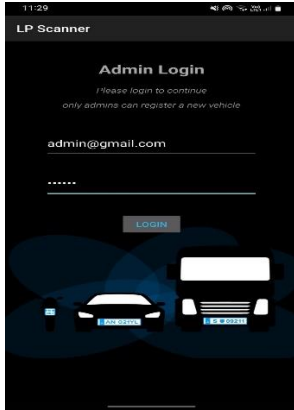 11:29
LP Scanner
Admin Login
Please login to continue
only admins can register a new vehicle
admin@gmail.com
••••••
LOGIN